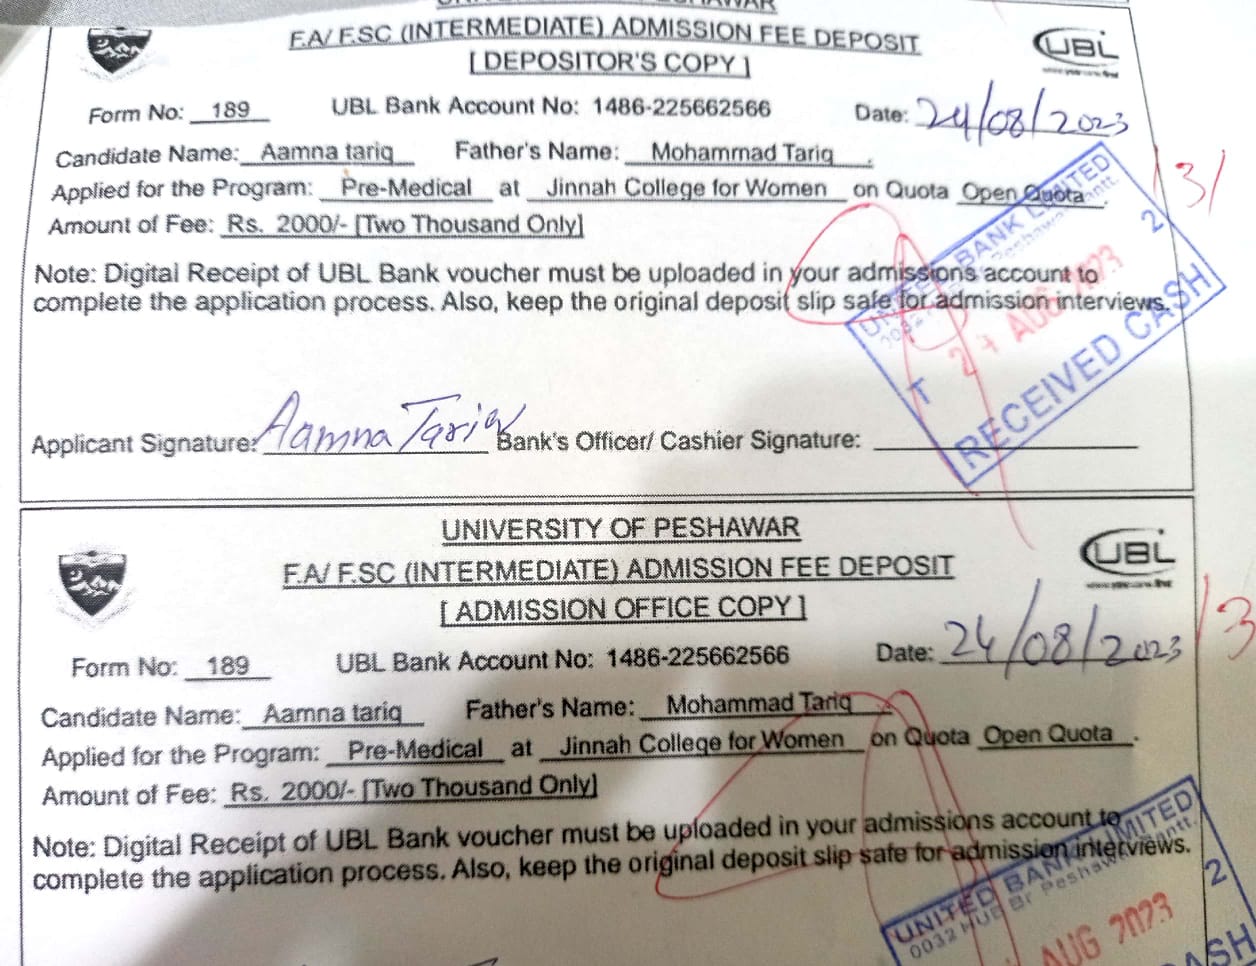 F.A/ F.SC (INTERMEDIATE) ADMISSION FEE DEPOSIT
[ DEPOSITOR'S COPY ]
UBL
Form No: 189 UBL Bank Account No: 1486-225662566 Date: 24/08/2023
Candidate Name: Aamna tariq Father's Name: Mohammad Tariq .
Applied for the Program: Pre-Medical at Jinnah College for Women on Quota Open Quota .
Amount of Fee: Rs. 2000/- [Two Thousand Only]
Note: Digital Receipt of UBL Bank voucher must be uploaded in your admissions account to
complete the application process. Also, keep the original deposit slip safe for admission interviews.
UNITED BANK LIMITED
Peshawar Cantt.
2
24 AUG 2023
T
RECEIVED CASH
Applicant Signature: Aamna Tariq Bank's Officer/ Cashier Signature:
UNIVERSITY OF PESHAWAR
F.A/ F.SC (INTERMEDIATE) ADMISSION FEE DEPOSIT
[ ADMISSION OFFICE COPY ]
UBL
Form No: 189 UBL Bank Account No: 1486-225662566 Date: 24/08/2023
Candidate Name: Aamna tariq Father's Name: Mohammad Tariq .
Applied for the Program: Pre-Medical at Jinnah College for Women on Quota Open Quota .
Amount of Fee: Rs. 2000/- [Two Thousand Only]
Note: Digital Receipt of UBL Bank voucher must be uploaded in your admissions account to
complete the application process. Also, keep the original deposit slip safe for admission interviews.
UNITED BANK LIMITED
0032 HUB Br Peshawar Cantt.
2
AUG 2023